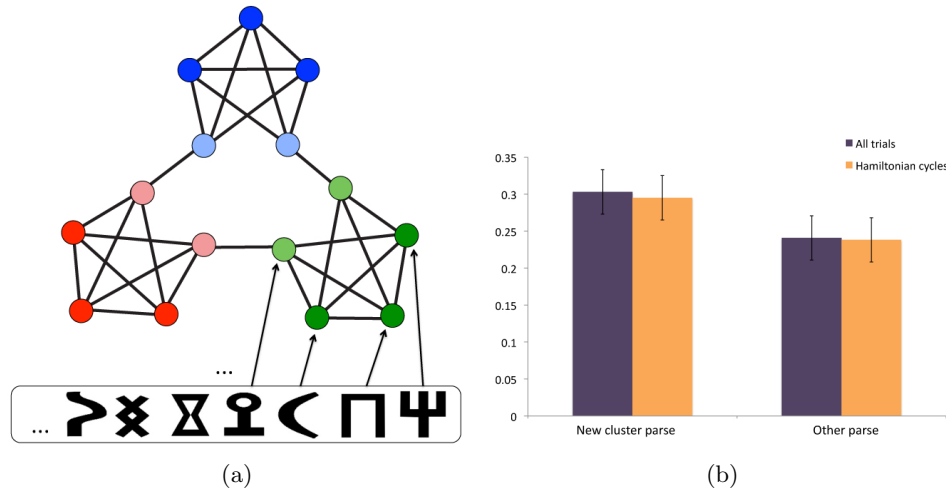 ...
...
(a)
All trials
Hamiltonian cycles
0.35
0.3
0.25
0.2
0.15
0.1
0.05
0
New cluster parse
Other parse
(b)